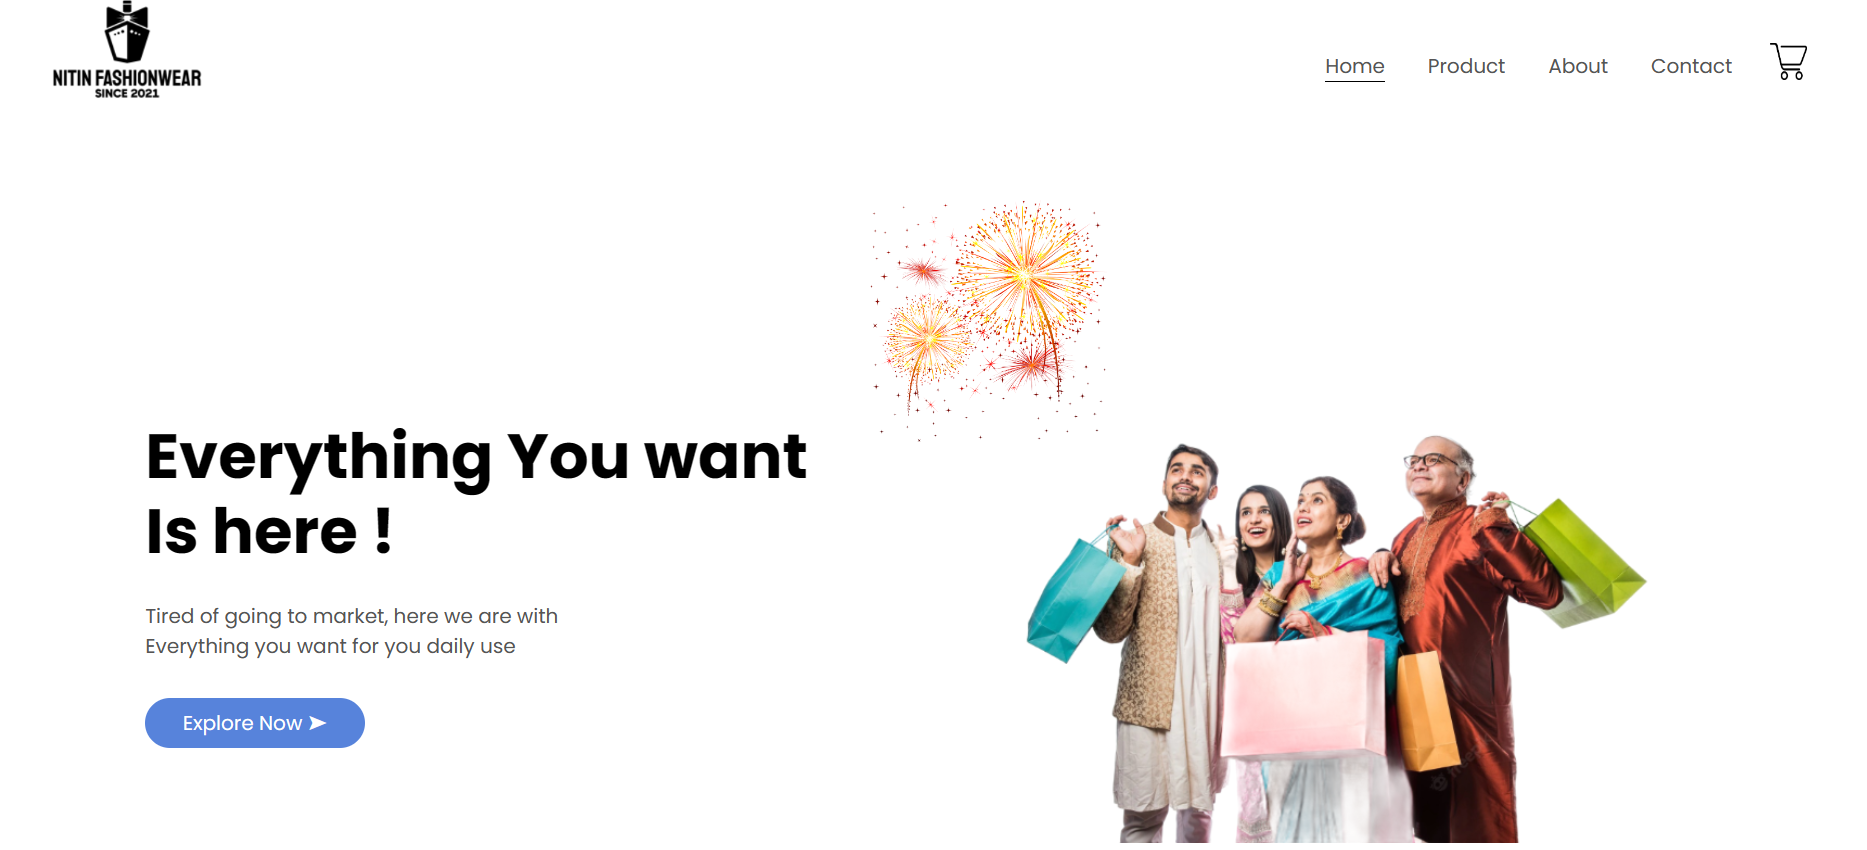 NITIN FASHIONWEAR
SINCE 2021
Home Product About Contact
Everything You want
Is here !
Tired of going to market, here we are with
Everything you want for you daily use
Explore Now ➤